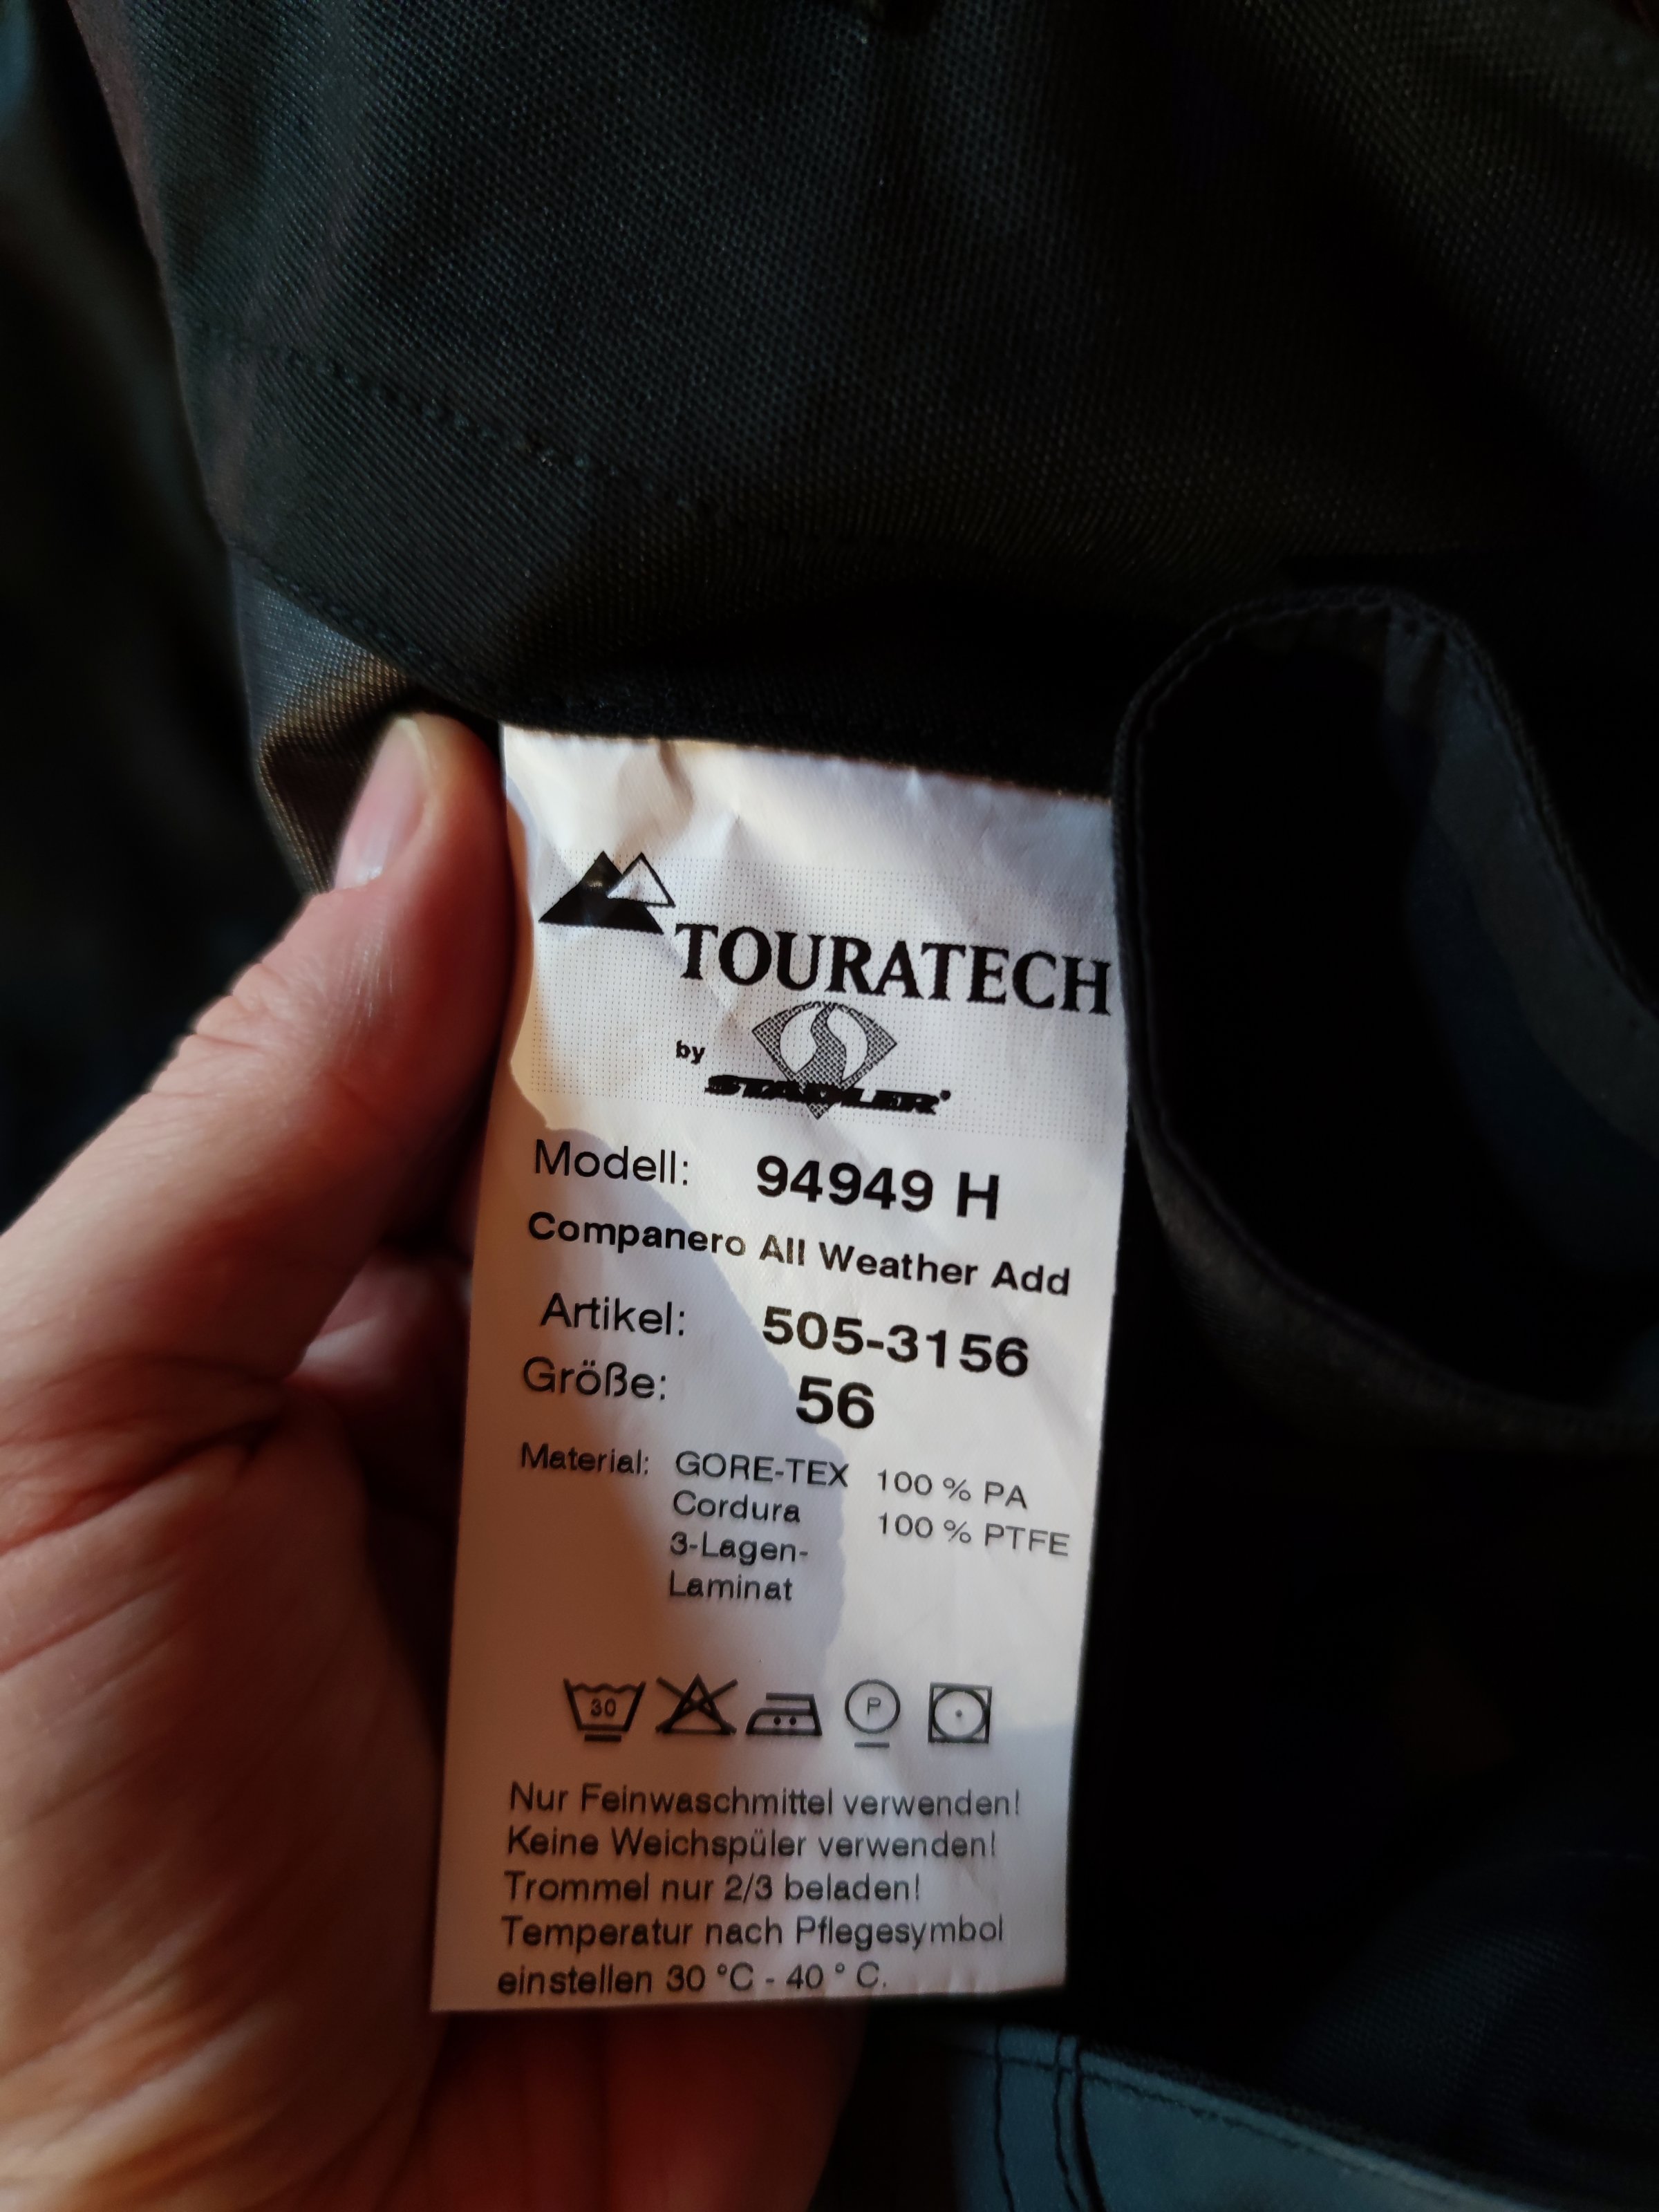 TOURATECH
by
STADLER®
Modell: 94949 H
Companero All Weather Add
Artikel: 505-3156
Größe: 56
Material: GORE-TEX 100 % PA
Cordura 100 % PTFE
3-Lagen-
Laminat
30 P
Nur Feinwaschmittel verwenden!
Keine Weichspüler verwenden!
Trommel nur 2/3 beladen!
Temperatur nach Pflegesymbol
einstellen 30 °C - 40 ° C.